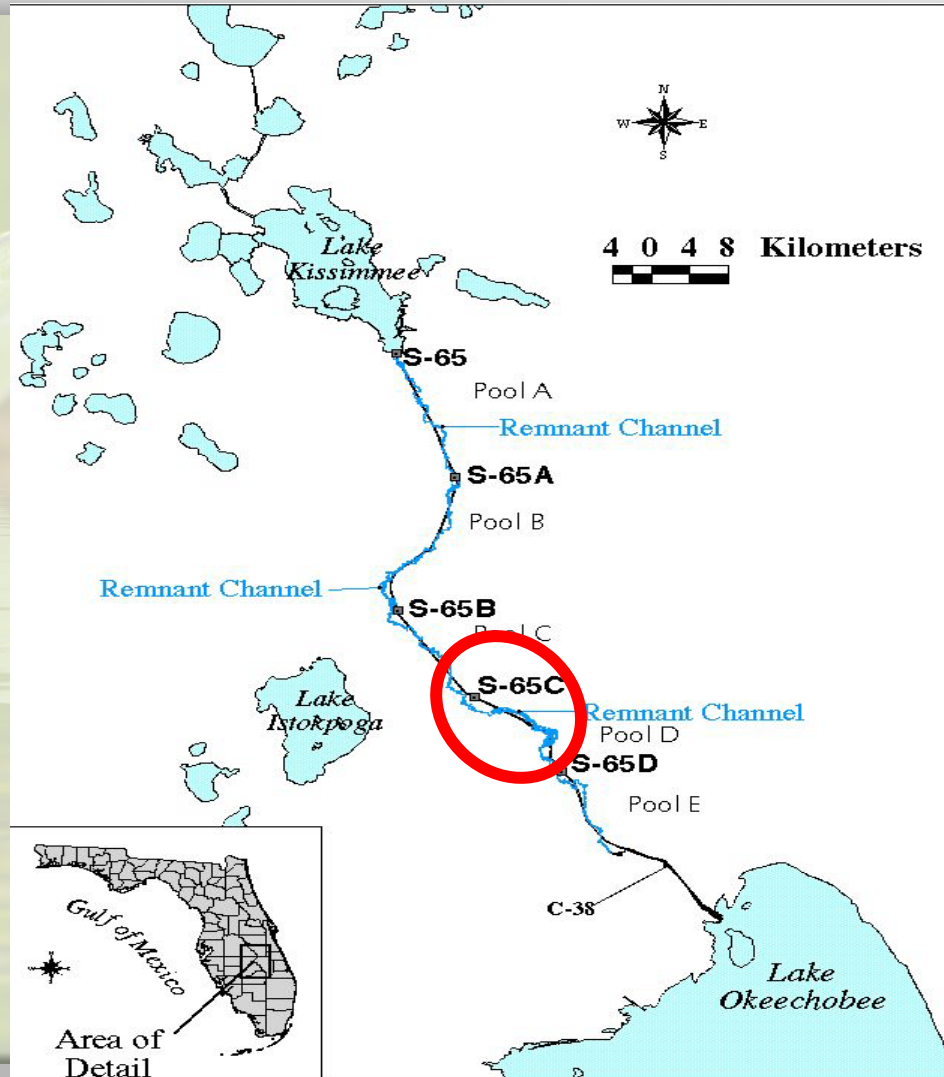 N
W E
S
4 0 4 8 Kilometers
Lake
Kissimmee
S-65
Pool A
Remnant Channel
S-65A
Pool B
Remnant Channel
S-65B
Pool C
S-65C
Lake
Istokpoga
Remnant Channel
Pool D
S-65D
Pool E
C-38
Gulf of Mexico
Lake
Okeechobee
Area of
Detail